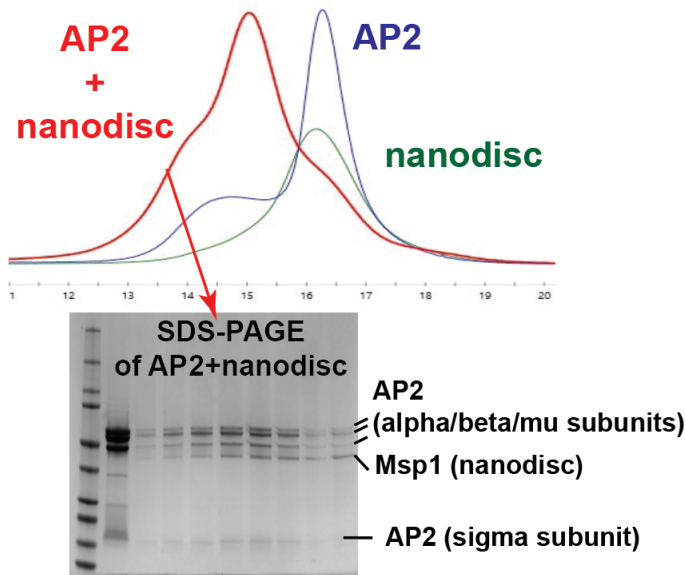 AP2
+
nanodisc
AP2
nanodisc
1 12 13 14 15 16 17 18 19 20
SDS-PAGE
of AP2+nanodisc
AP2
(alpha/beta/mu subunits)
Msp1 (nanodisc)
AP2 (sigma subunit)